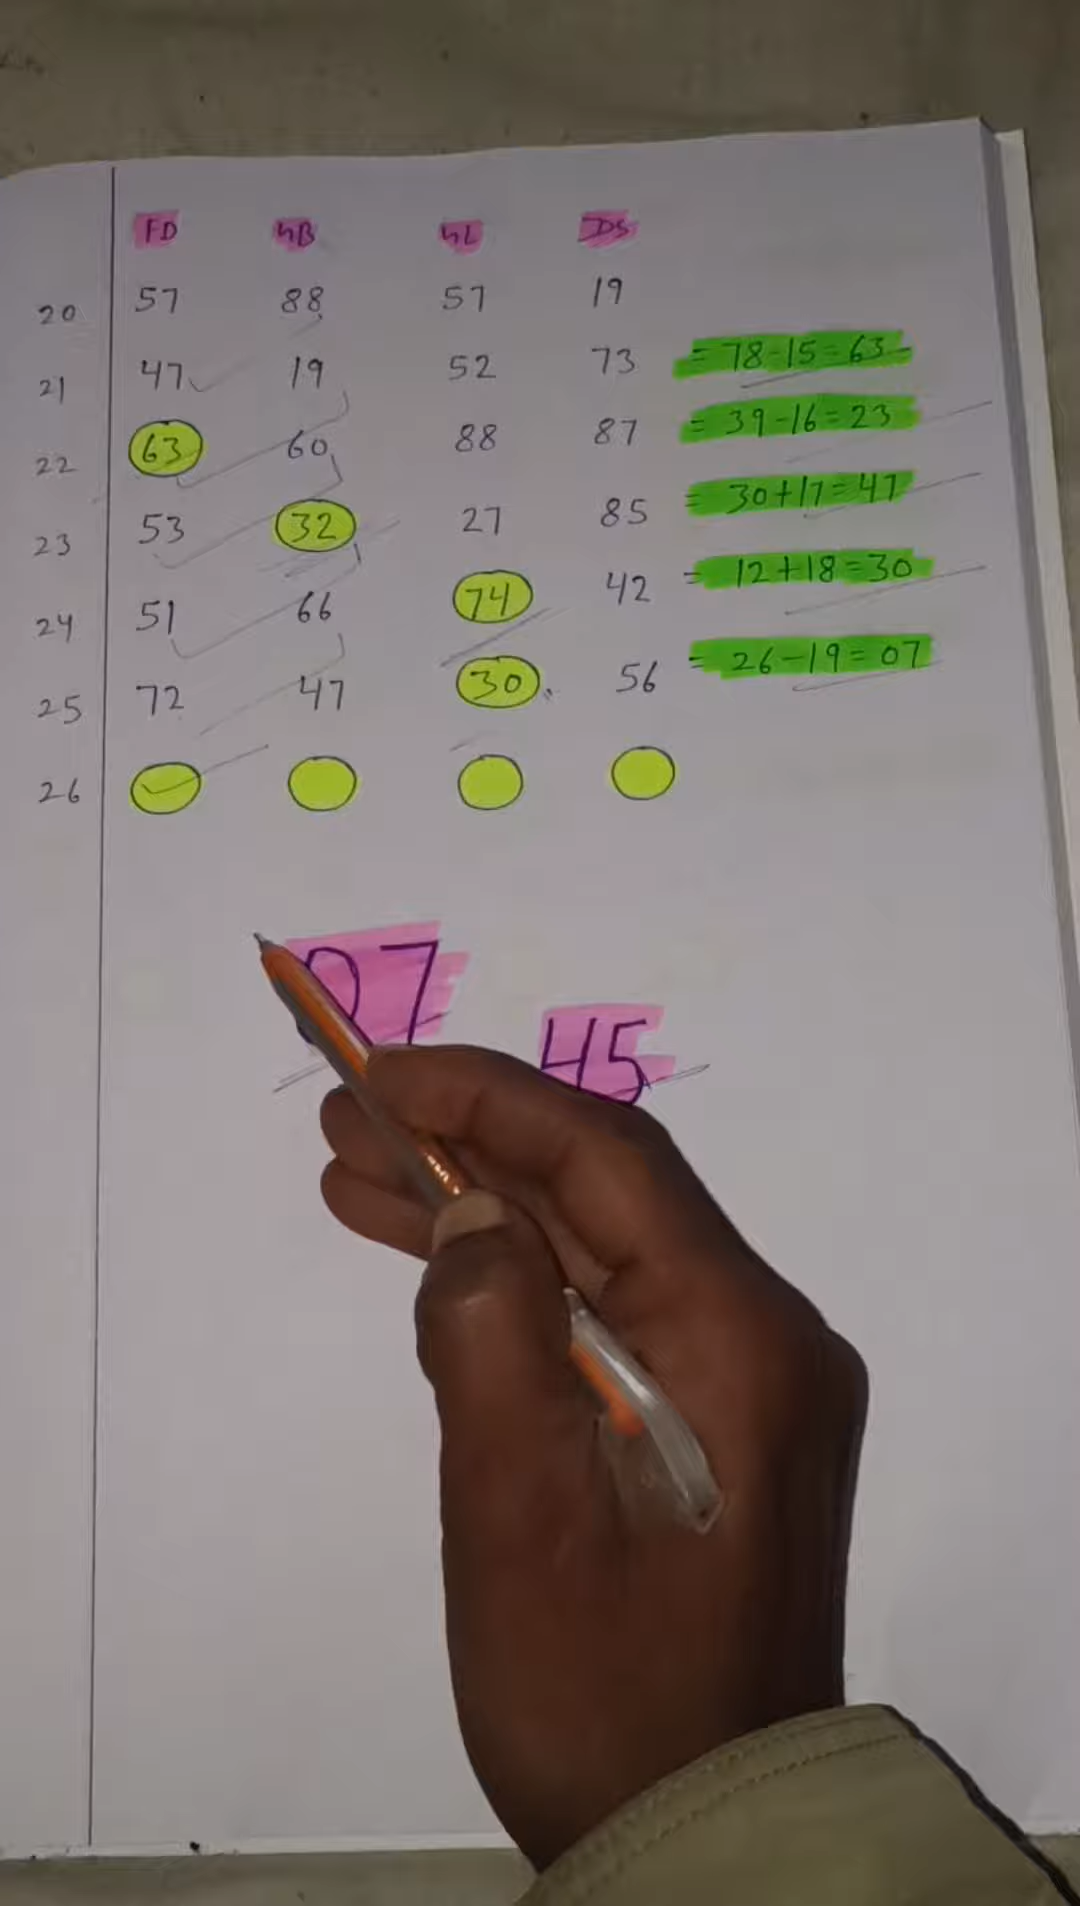 FD hB hL DS
20 57 88 57 19
21 47 19 52 73 = 78-15=63
22 63 60 88 87 = 39-16=23
23 53 32 27 85 = 30+17=47
24 51 66 74 42 = 12+18=30
25 72 47 30 56 = 26-19=07
26
07
45